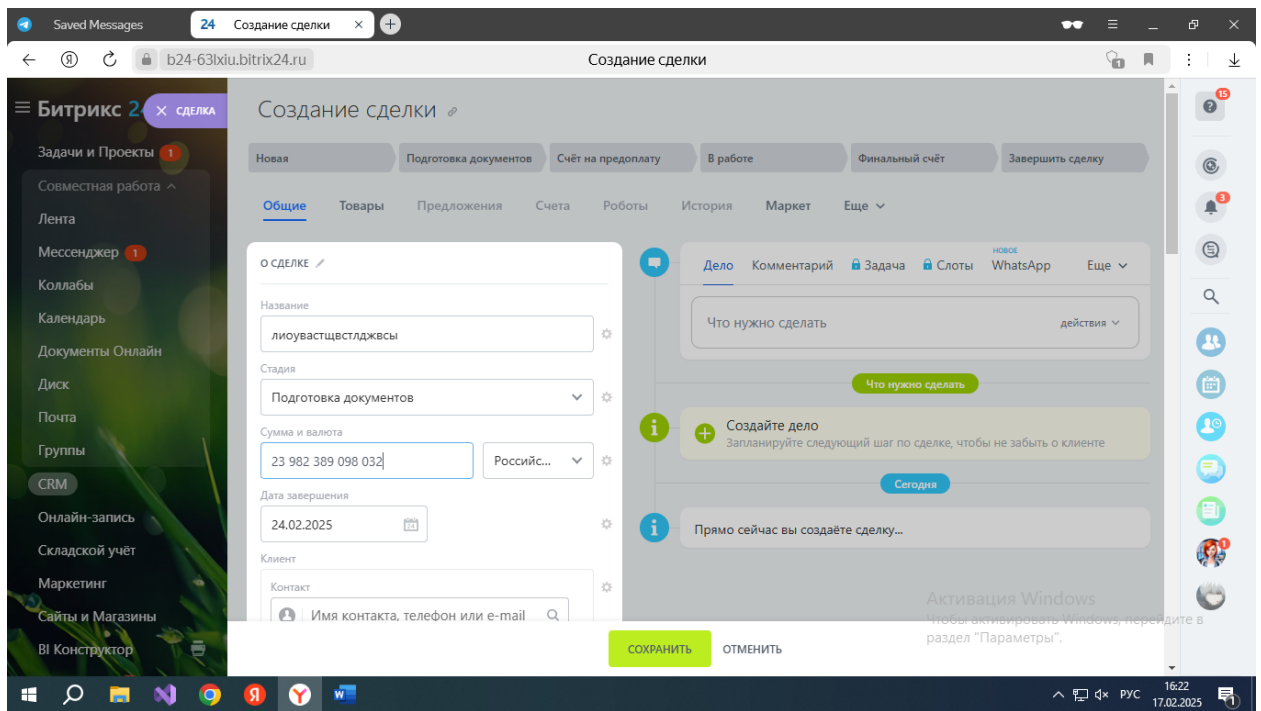 Saved Messages
24 Создание сделки
b24-63lxiu.bitrix24.ru
Создание сделки
1
Битрикс 24
СДЕЛКА
Задачи и Проекты 1
Совместная работа
Лента
Мессенджер 1
Коллабы
Календарь
Документы Онлайн
Диск
Почта
Группы
CRM
Онлайн-запись
Складской учёт
Маркетинг
Сайты и Магазины
BI Конструктор
Создание сделки
Новая Подготовка документов Счёт на предоплату В работе Финальный счёт Завершить сделку
Общие Товары Предложения Счета Роботы История Маркет Еще
О СДЕЛКЕ
Название
лиоувастщвстлджвсы
Стадия
Подготовка документов
Сумма и валюта
23 982 389 098 032 Российс...
Дата завершения
24.02.2025
24
Клиент
Контакт
Имя контакта, телефон или e-mail
НОВОЕ
Дело Комментарий Задача Слоты WhatsApp Еще
Что нужно сделать
действия
Что нужно сделать
Создайте дело
Запланируйте следующий шаг по сделке, чтобы не забыть о клиенте
Сегодня
Прямо сейчас вы создаёте сделку...
Активация Windows
Чтобы активировать Windows, перейдите в
раздел "Параметры".
СОХРАНИТЬ ОТМЕНИТЬ
15
3
1
РУС
16:22
17.02.2025
1